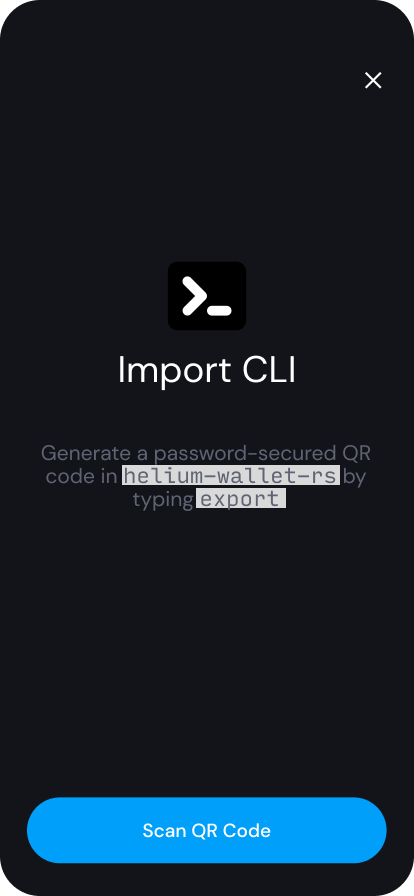 Import CLI
Generate a password-secured QR
code in helium-wallet-rs by
typing export
Scan QR Code